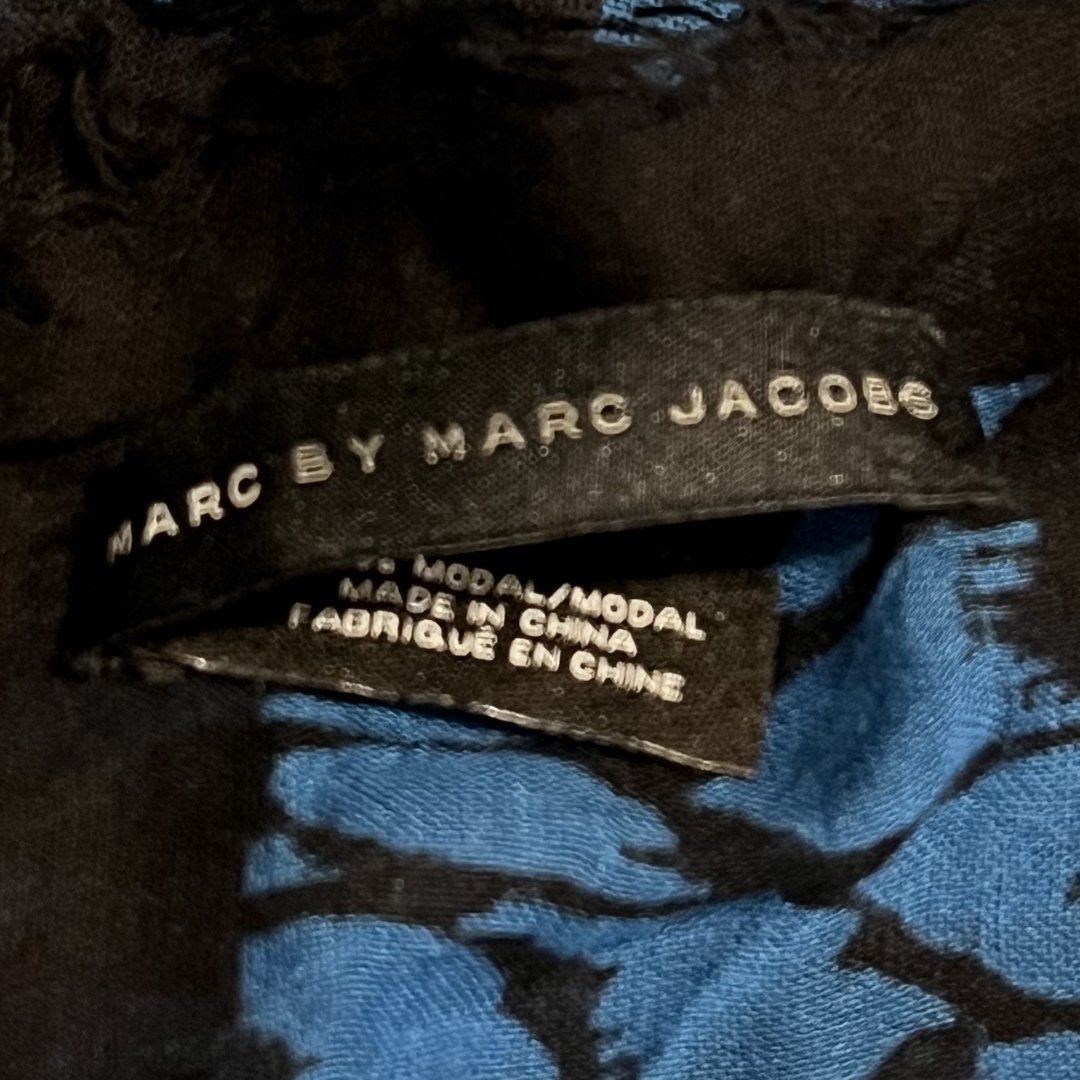 MARC BY MARC JACOBS
MODAL/MODAL
MADE IN CHINA
FABRIQUÉ EN CHINE